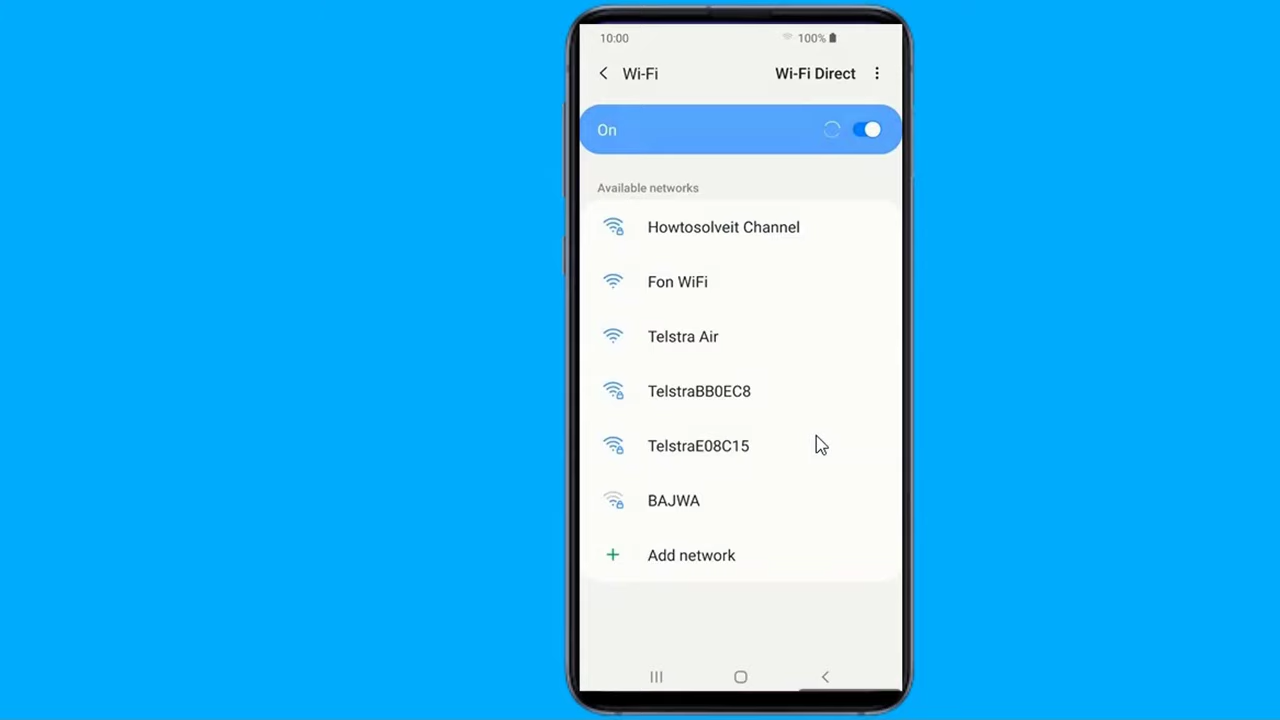 10:00 100%
Wi-Fi Wi-Fi Direct
On
Available networks
Howtosolveit Channel
Fon WiFi
Telstra Air
TelstraBB0EC8
TelstraE08C15
BAJWA
Add network